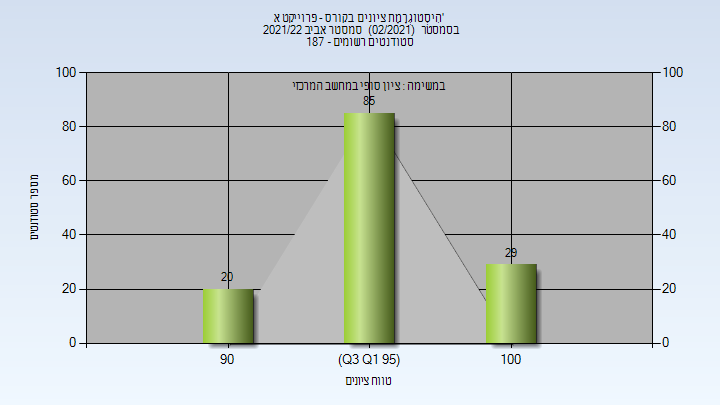 היסטוגרמת ציונים בקורס - פרוייקט א'
בסמסטר (02/2021) סמסטר אביב 2021/22
סטודנטים רשומים - 187
במשימה : ציון סופי במחשב המרכזי
מספר סטודנטים
100
80
60
40
20
0
100
80
60
40
20
0
20
85
29
90
(Q3 Q1 95)
100
טווח ציונים